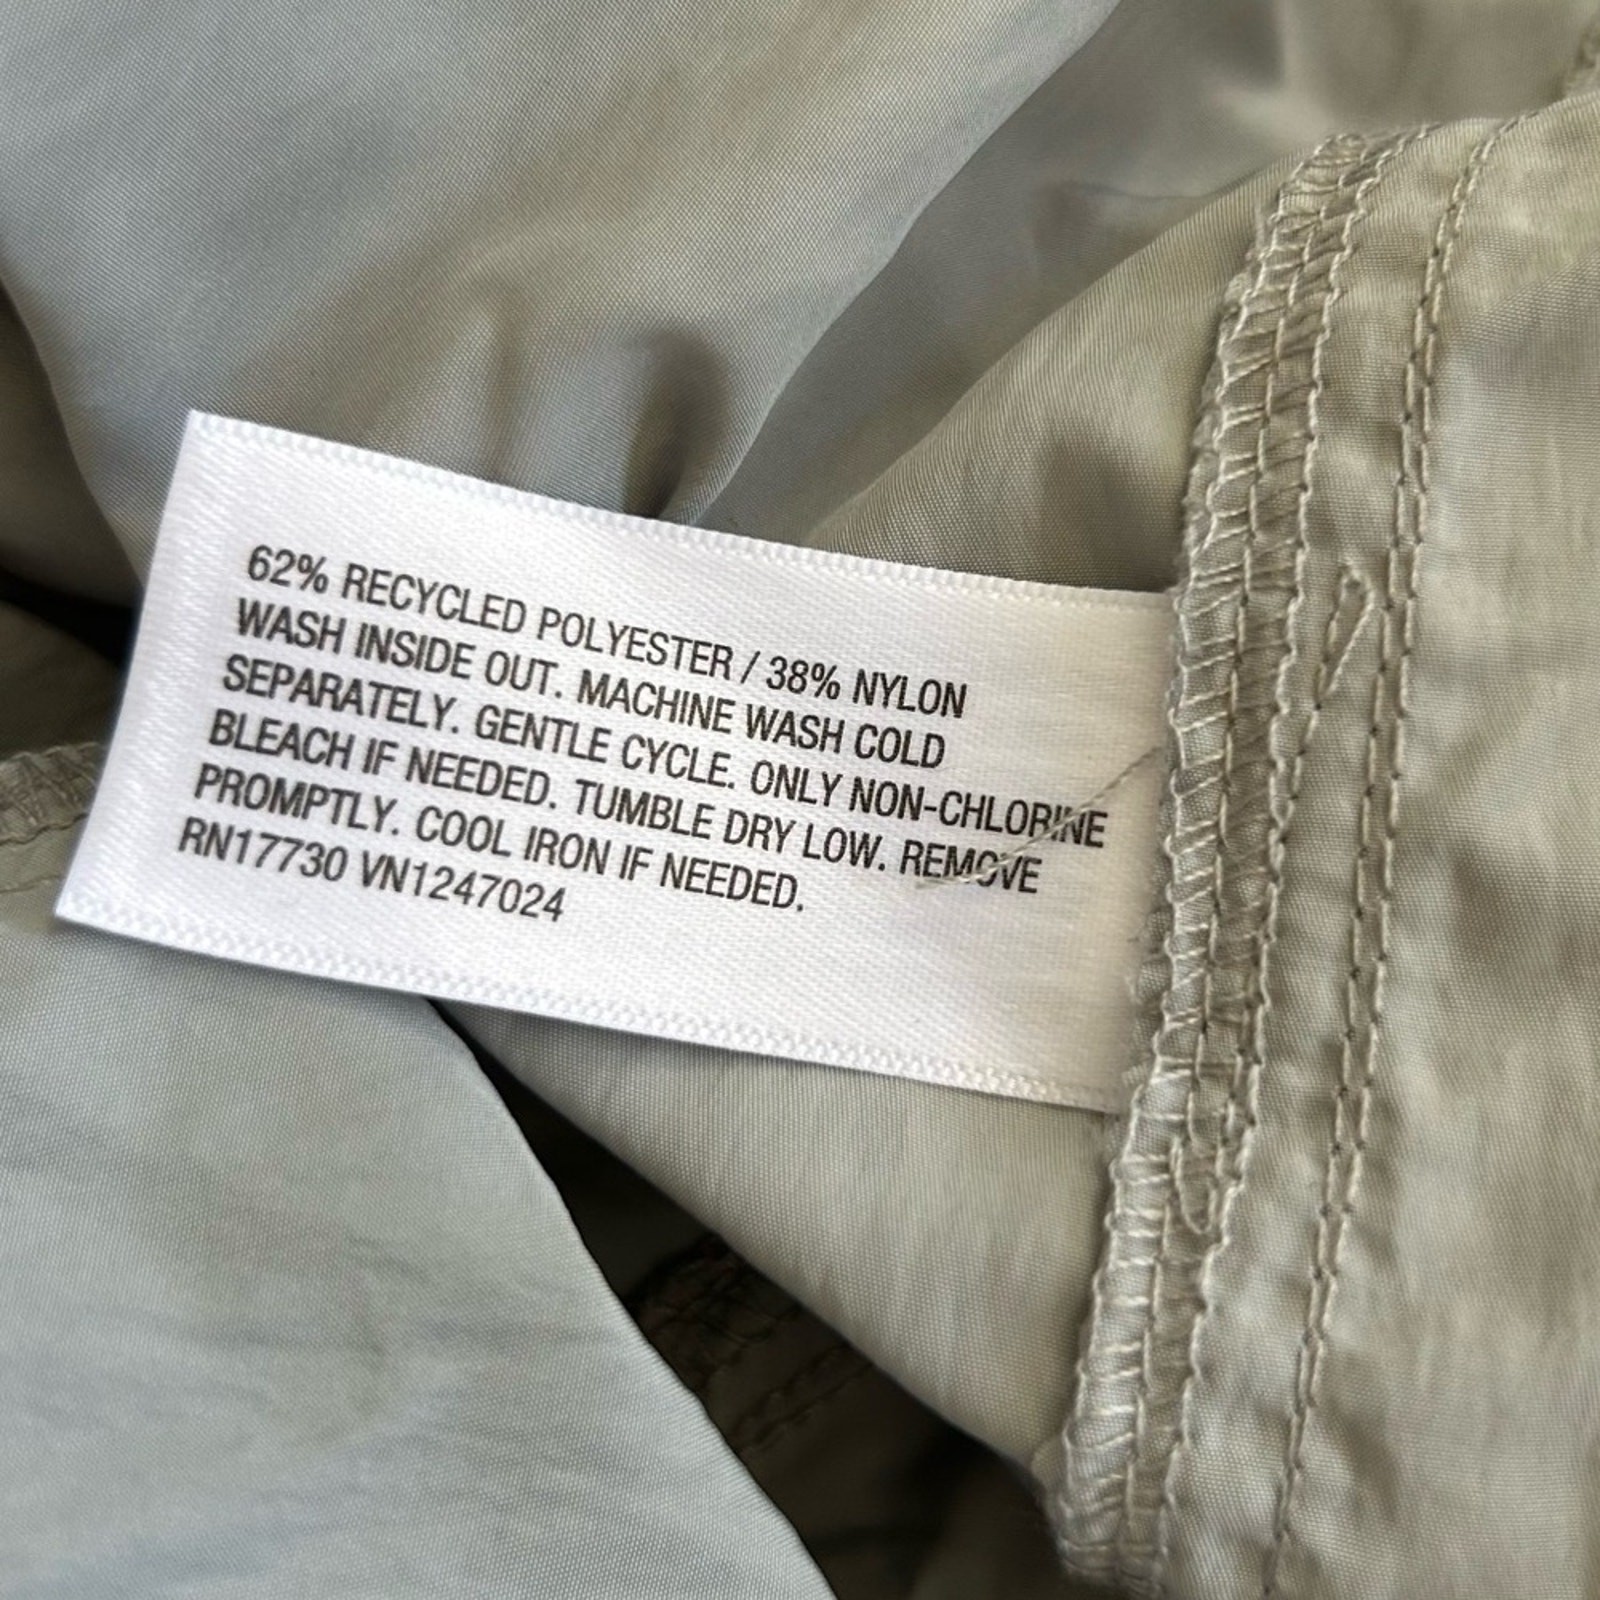 62% RECYCLED POLYESTER / 38% NYLON
WASH INSIDE OUT. MACHINE WASH COLD
SEPARATELY. GENTLE CYCLE. ONLY NON-CHLORINE
BLEACH IF NEEDED. TUMBLE DRY LOW. REMOVE
PROMPTLY. COOL IRON IF NEEDED.
RN17730 VN1247024